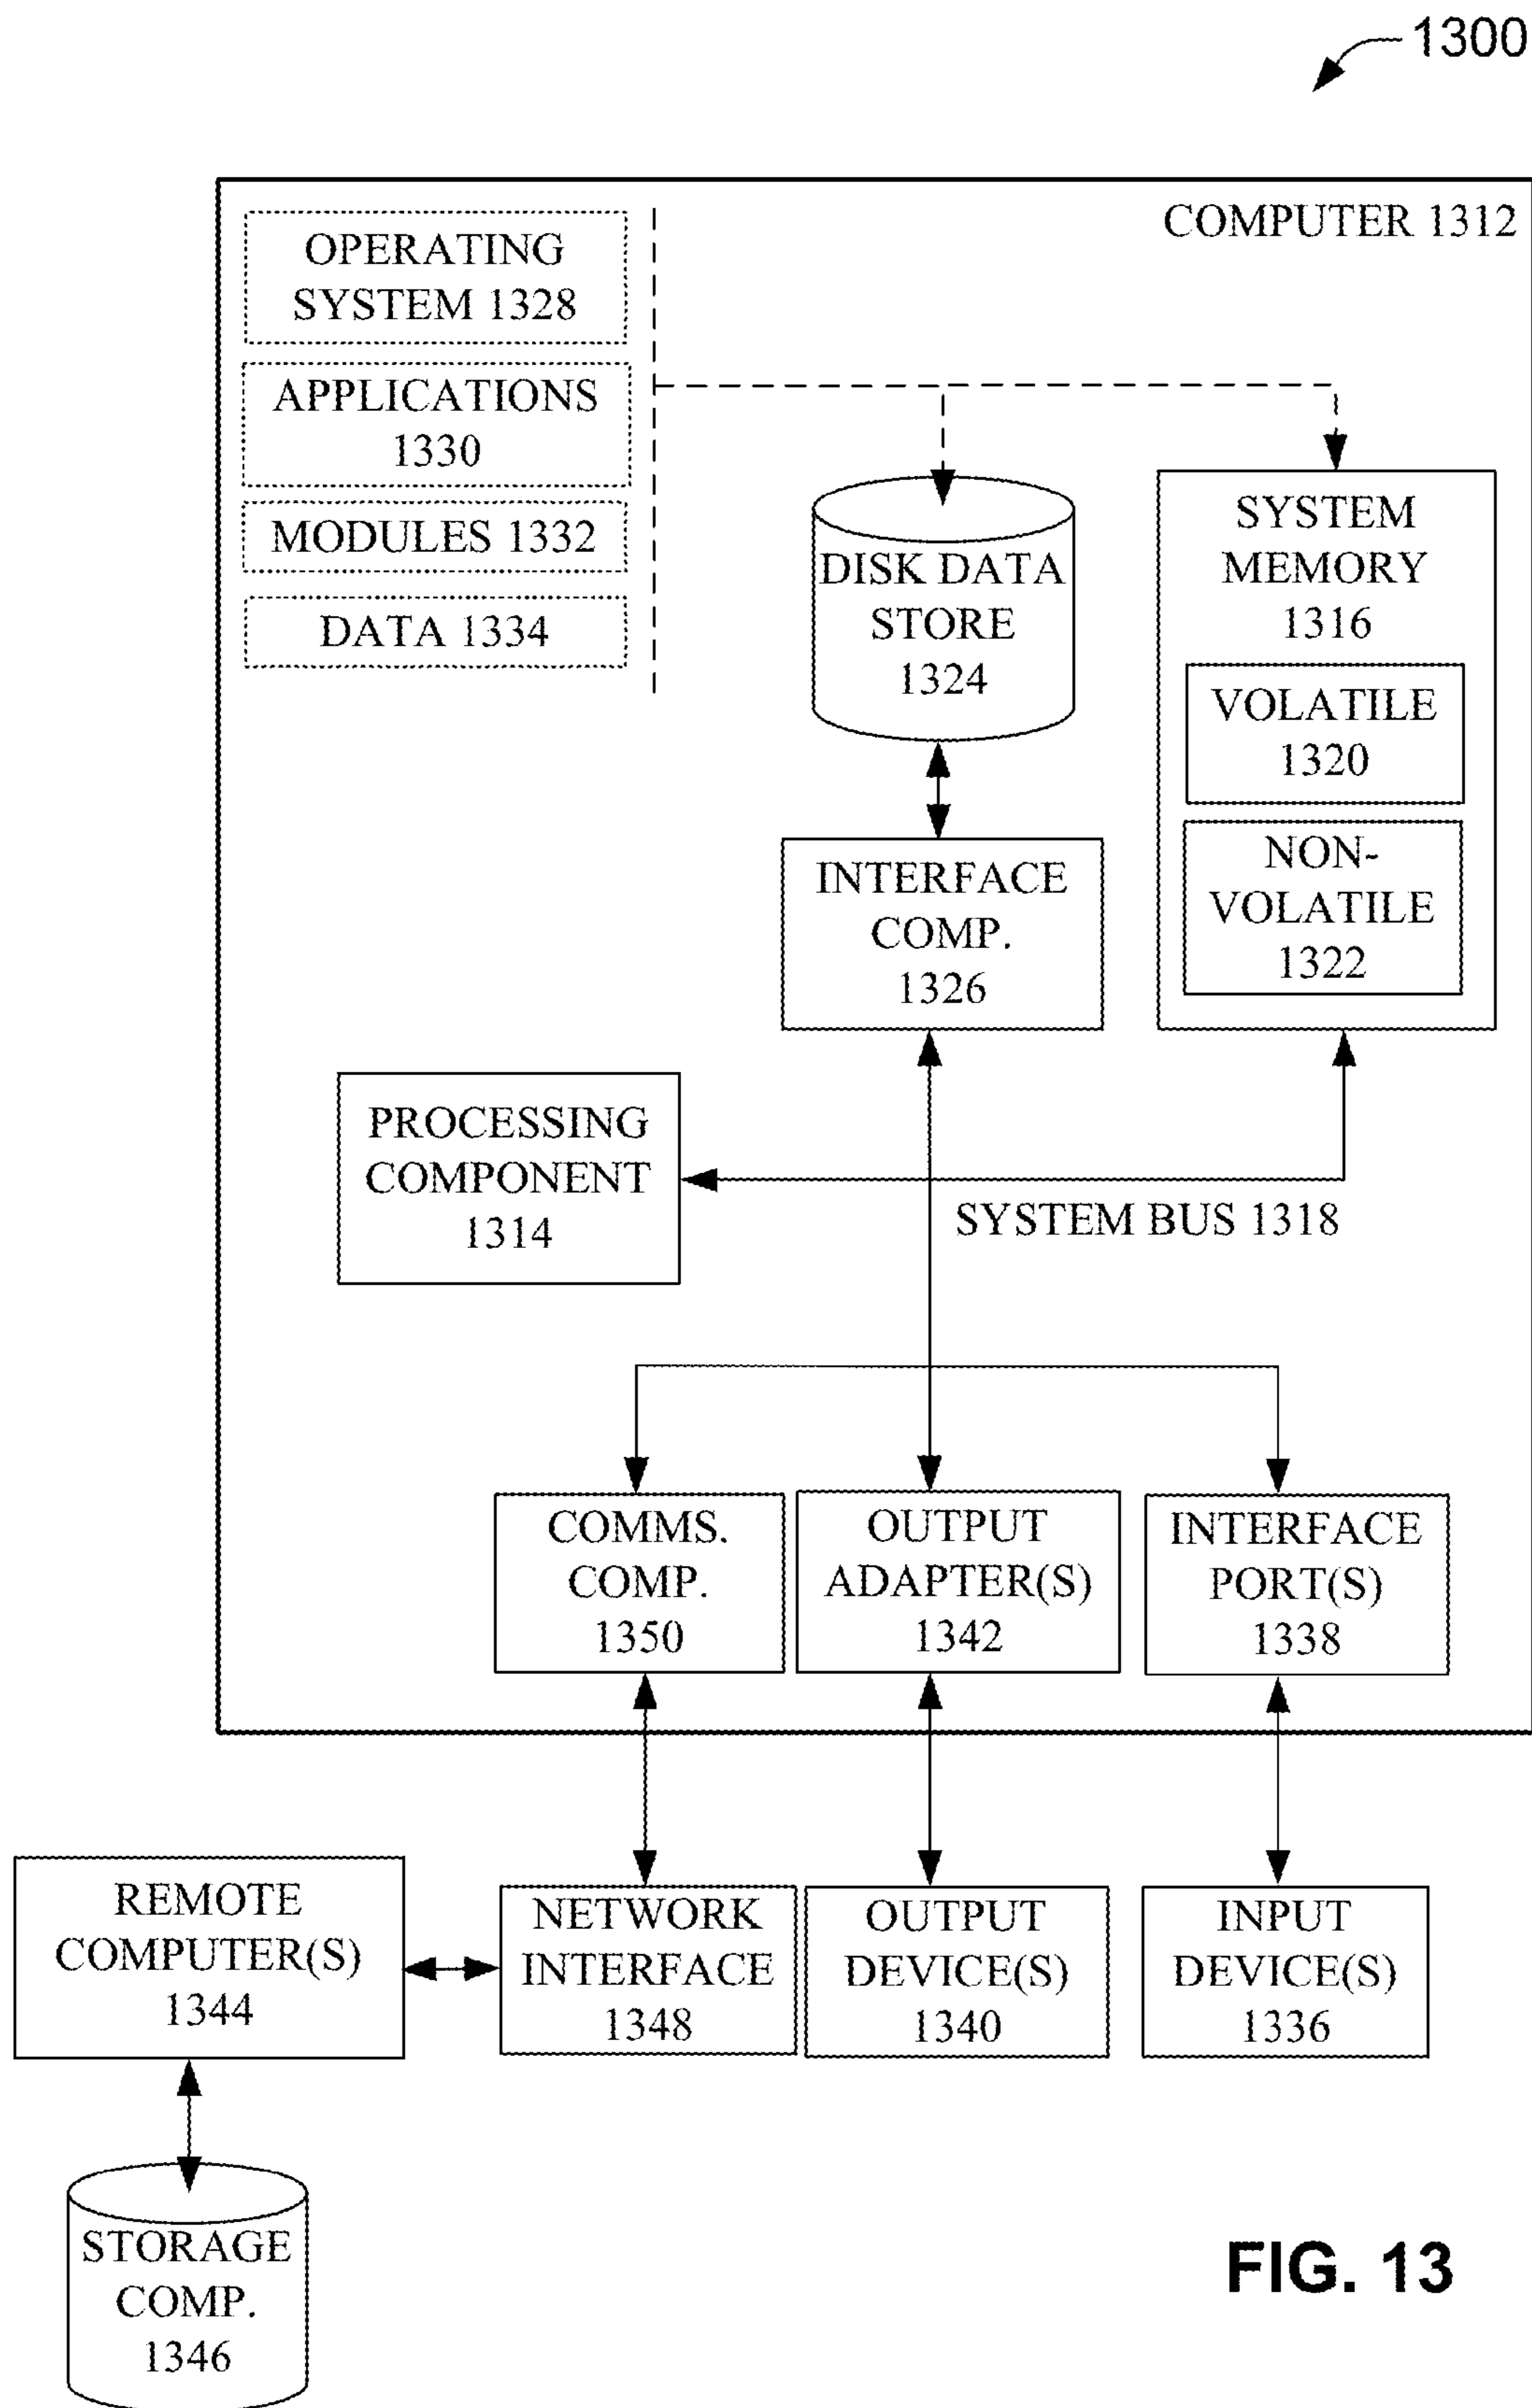 1300
COMPUTER 1312
OPERATING
SYSTEM 1328
APPLICATIONS
1330
MODULES 1332
DATA 1334
DISK DATA
STORE
1324
SYSTEM
MEMORY
1316
VOLATILE
1320
NON-
VOLATILE
1322
INTERFACE
COMP.
1326
PROCESSING
COMPONENT
1314
SYSTEM BUS 1318
COMMS.
COMP.
1350
OUTPUT
ADAPTER(S)
1342
INTERFACE
PORT(S)
1338
REMOTE
COMPUTER(S)
1344
NETWORK
INTERFACE
1348
OUTPUT
DEVICE(S)
1340
INPUT
DEVICE(S)
1336
STORAGE
COMP.
1346
FIG. 13